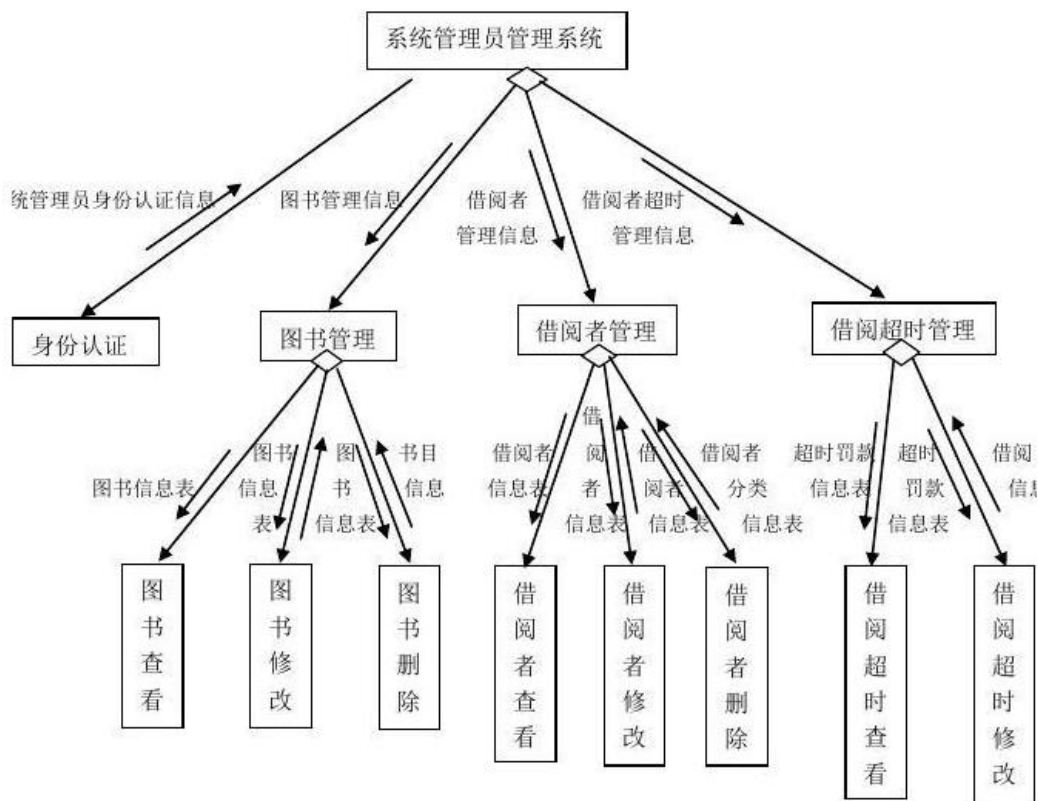 系统管理员管理系统
统管理员身份认证信息
图书管理信息
借阅者
管理信息
借阅者超时
管理信息
身份认证
图书管理
借阅者管理
借阅超时管理
图书信息表
图书
信息
表
图
书
信息表
书目
信息
借阅者
信息表
借
阅
者
信息表
借
阅者
信息表
借阅者
分类
信息表
超时罚款
信息表
超时
罚款
信息表
借阅
信息
图书查看
图书修改
图书删除
借阅者查看
借阅者修改
借阅者删除
借阅超时查看
借阅超时修改